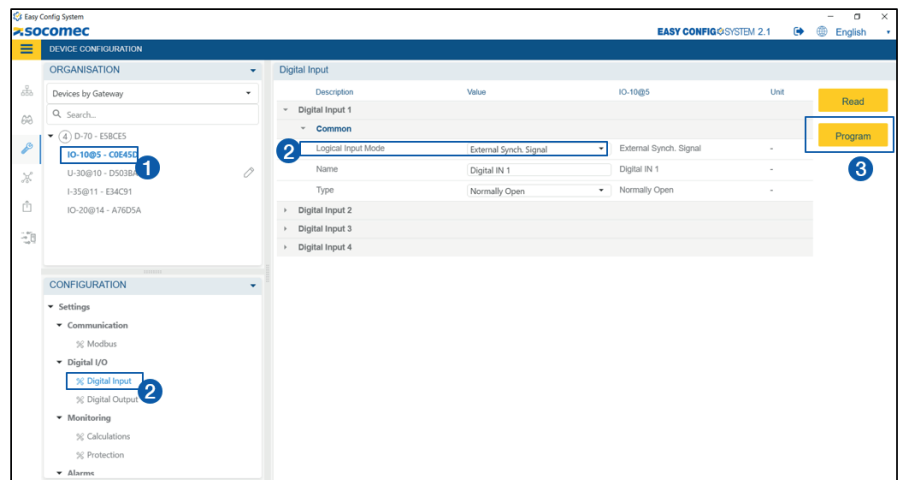 Easy Config System
socomec
EASY CONFIG SYSTEM 2.1
English
DEVICE CONFIGURATION
ORGANISATION
Devices by Gateway
Search...
4 D-70 - E5BCE5
IO-10@5 - C0E45D
1
U-30@10 - D503BA
I-35@11 - E34C91
IO-20@14 - A76D5A
CONFIGURATION
Settings
Communication
Modbus
Digital I/O
Digital Input
2
Digital Output
Monitoring
Calculations
Protection
Alarms
Digital Input
Description Value IO-10@5 Unit
Digital Input 1
Common
2 Logical Input Mode External Synch. Signal External Synch. Signal -
Name Digital IN 1 Digital IN 1 -
Type Normally Open Normally Open -
Digital Input 2
Digital Input 3
Digital Input 4
Read
Program
3